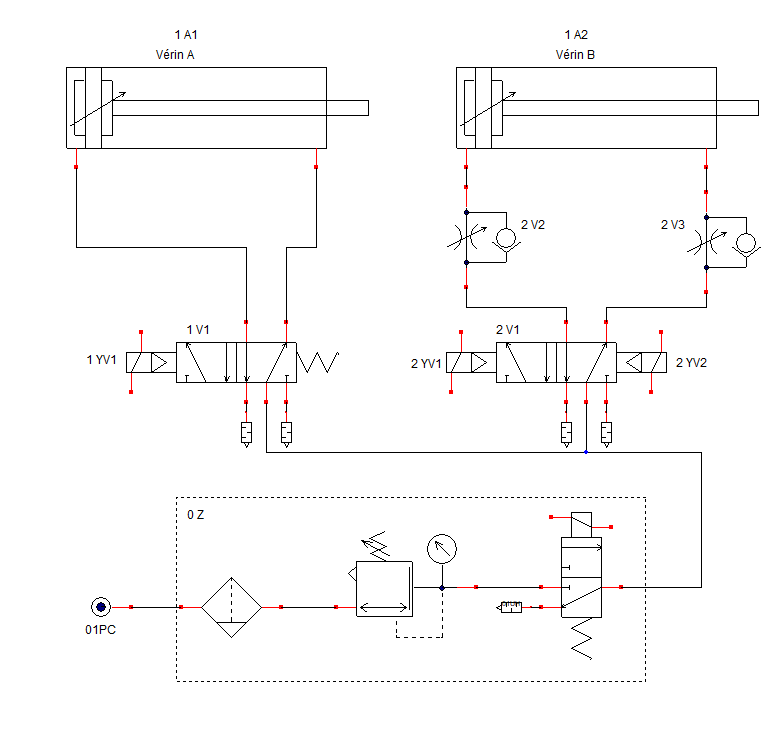 1 A1
Vérin A
1 A2
Vérin B
2 V2
2 V3
1 V1
2 V1
1 YV1
2 YV1
2 YV2
0 Z
01PC